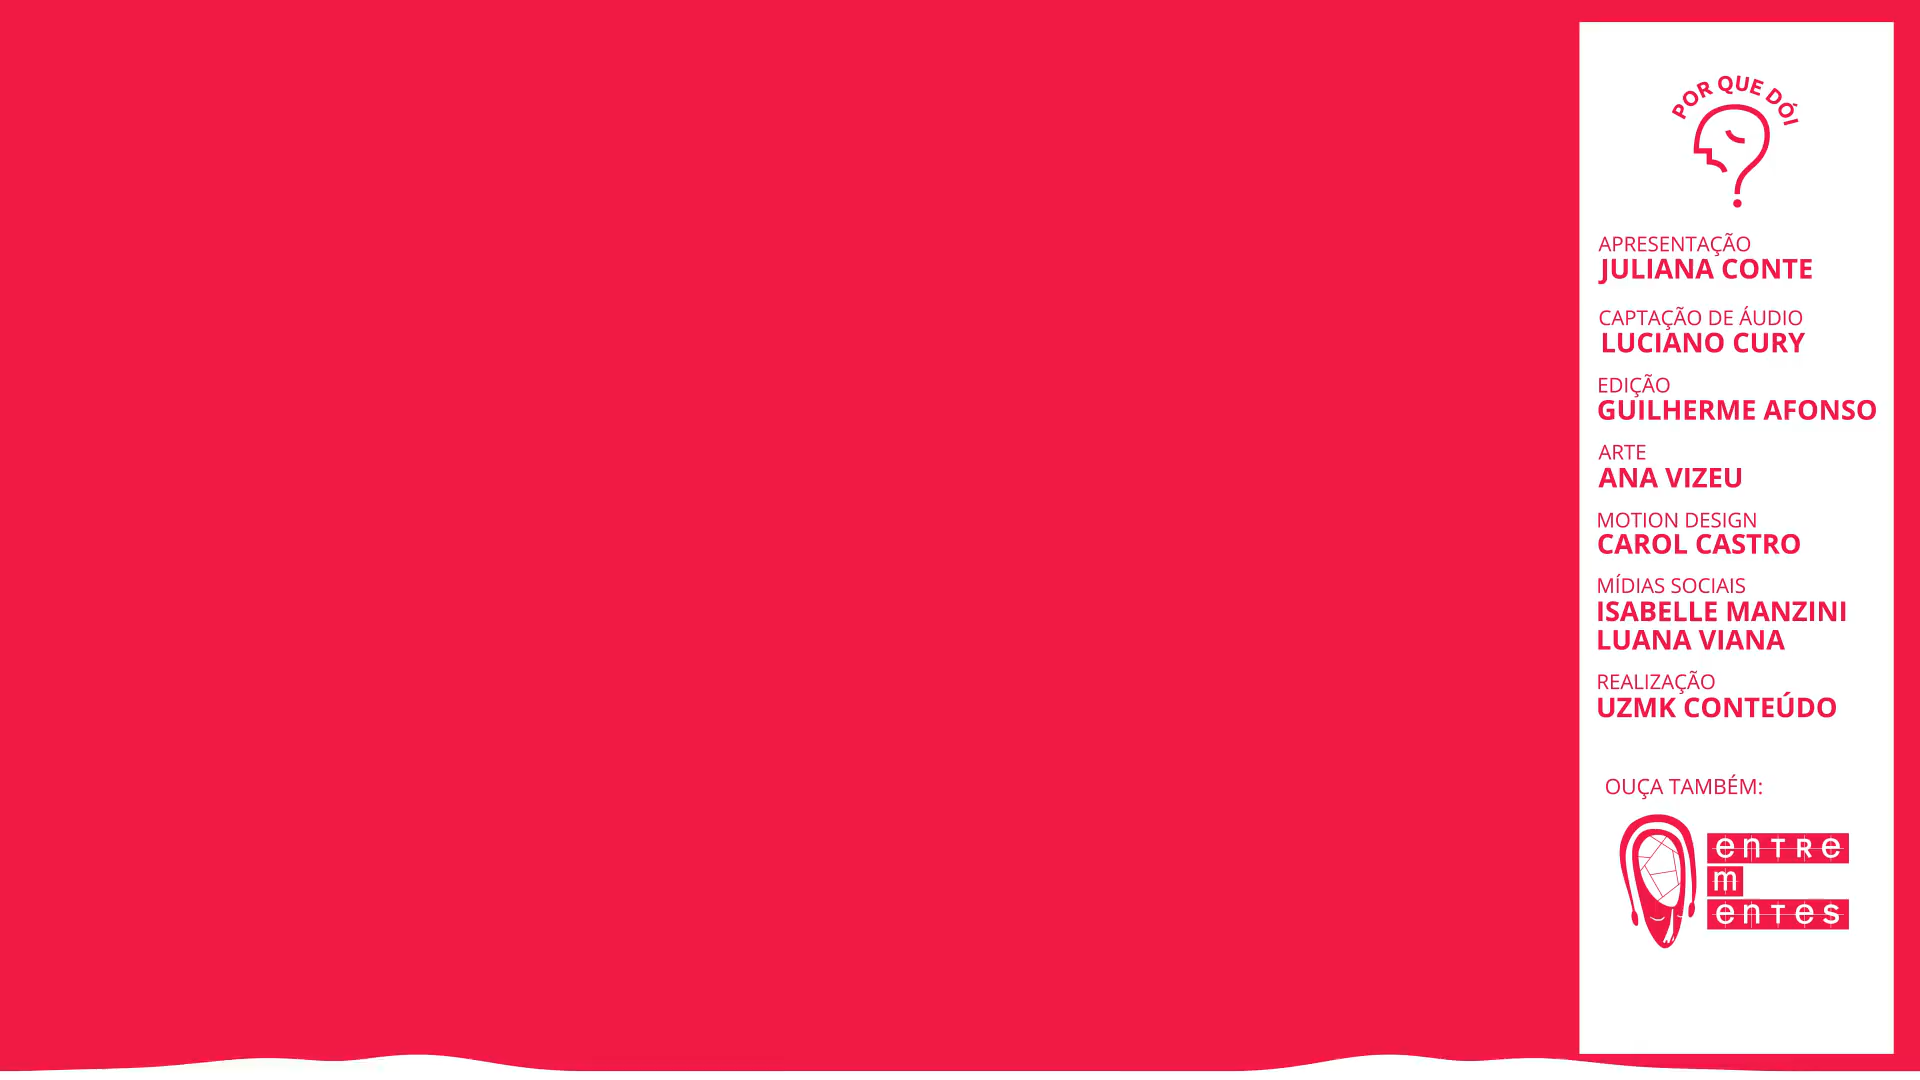 POR QUE DÓI
APRESENTAÇÃO
JULIANA CONTE
CAPTAÇÃO DE ÁUDIO
LUCIANO CURY
EDIÇÃO
GUILHERME AFONSO
ARTE
ANA VIZEU
MOTION DESIGN
CAROL CASTRO
MÍDIAS SOCIAIS
ISABELLE MANZINI
LUANA VIANA
REALIZAÇÃO
UZMK CONTEÚDO
OUÇA TAMBÉM:
entre
m
entes